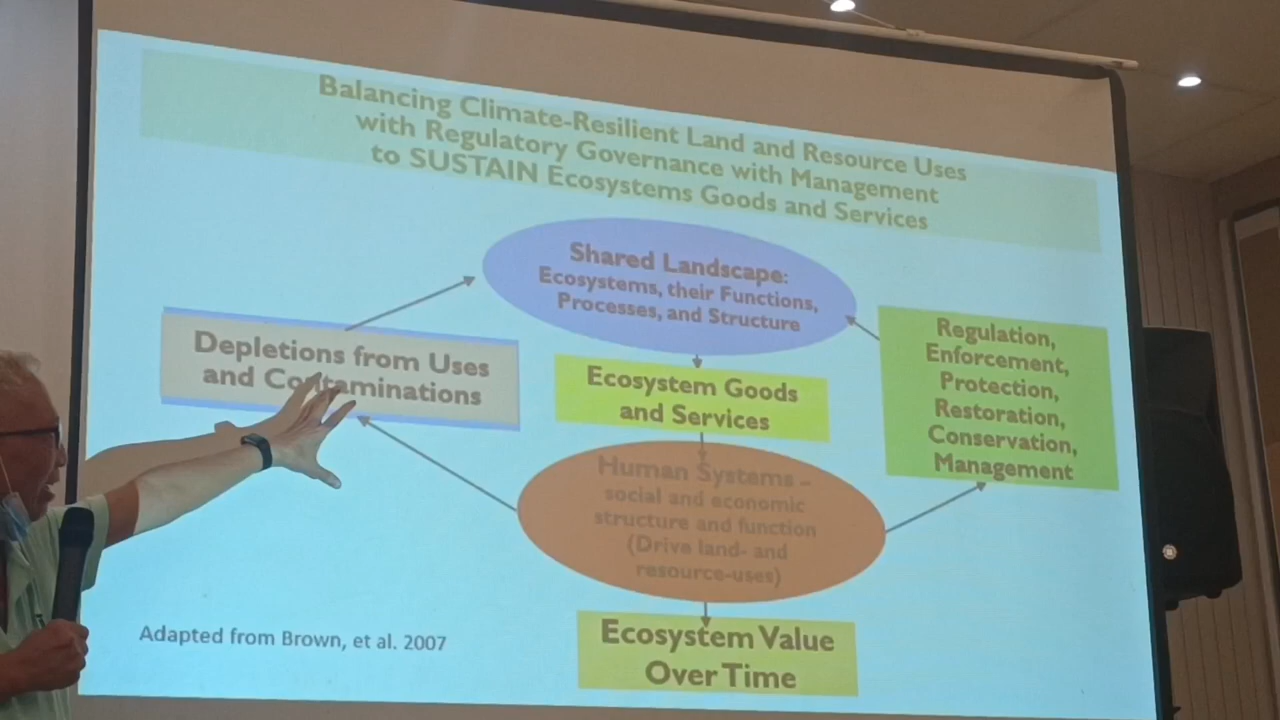 Balancing Climate-Resilient Land and Resource Uses
with Regulatory Governance with Management
to SUSTAIN Ecosystems Goods and Services
Shared Landscape:
Ecosystems, their Functions,
Processes, and Structure
Depletions from Uses
and Contaminations
Ecosystem Goods
and Services
Regulation,
Enforcement,
Protection,
Restoration,
Conservation,
Management
Human Systems –
social and economic
structure and function
(Drive land- and
resource-uses)
Ecosystem Value
Over Time
Adapted from Brown, et al. 2007